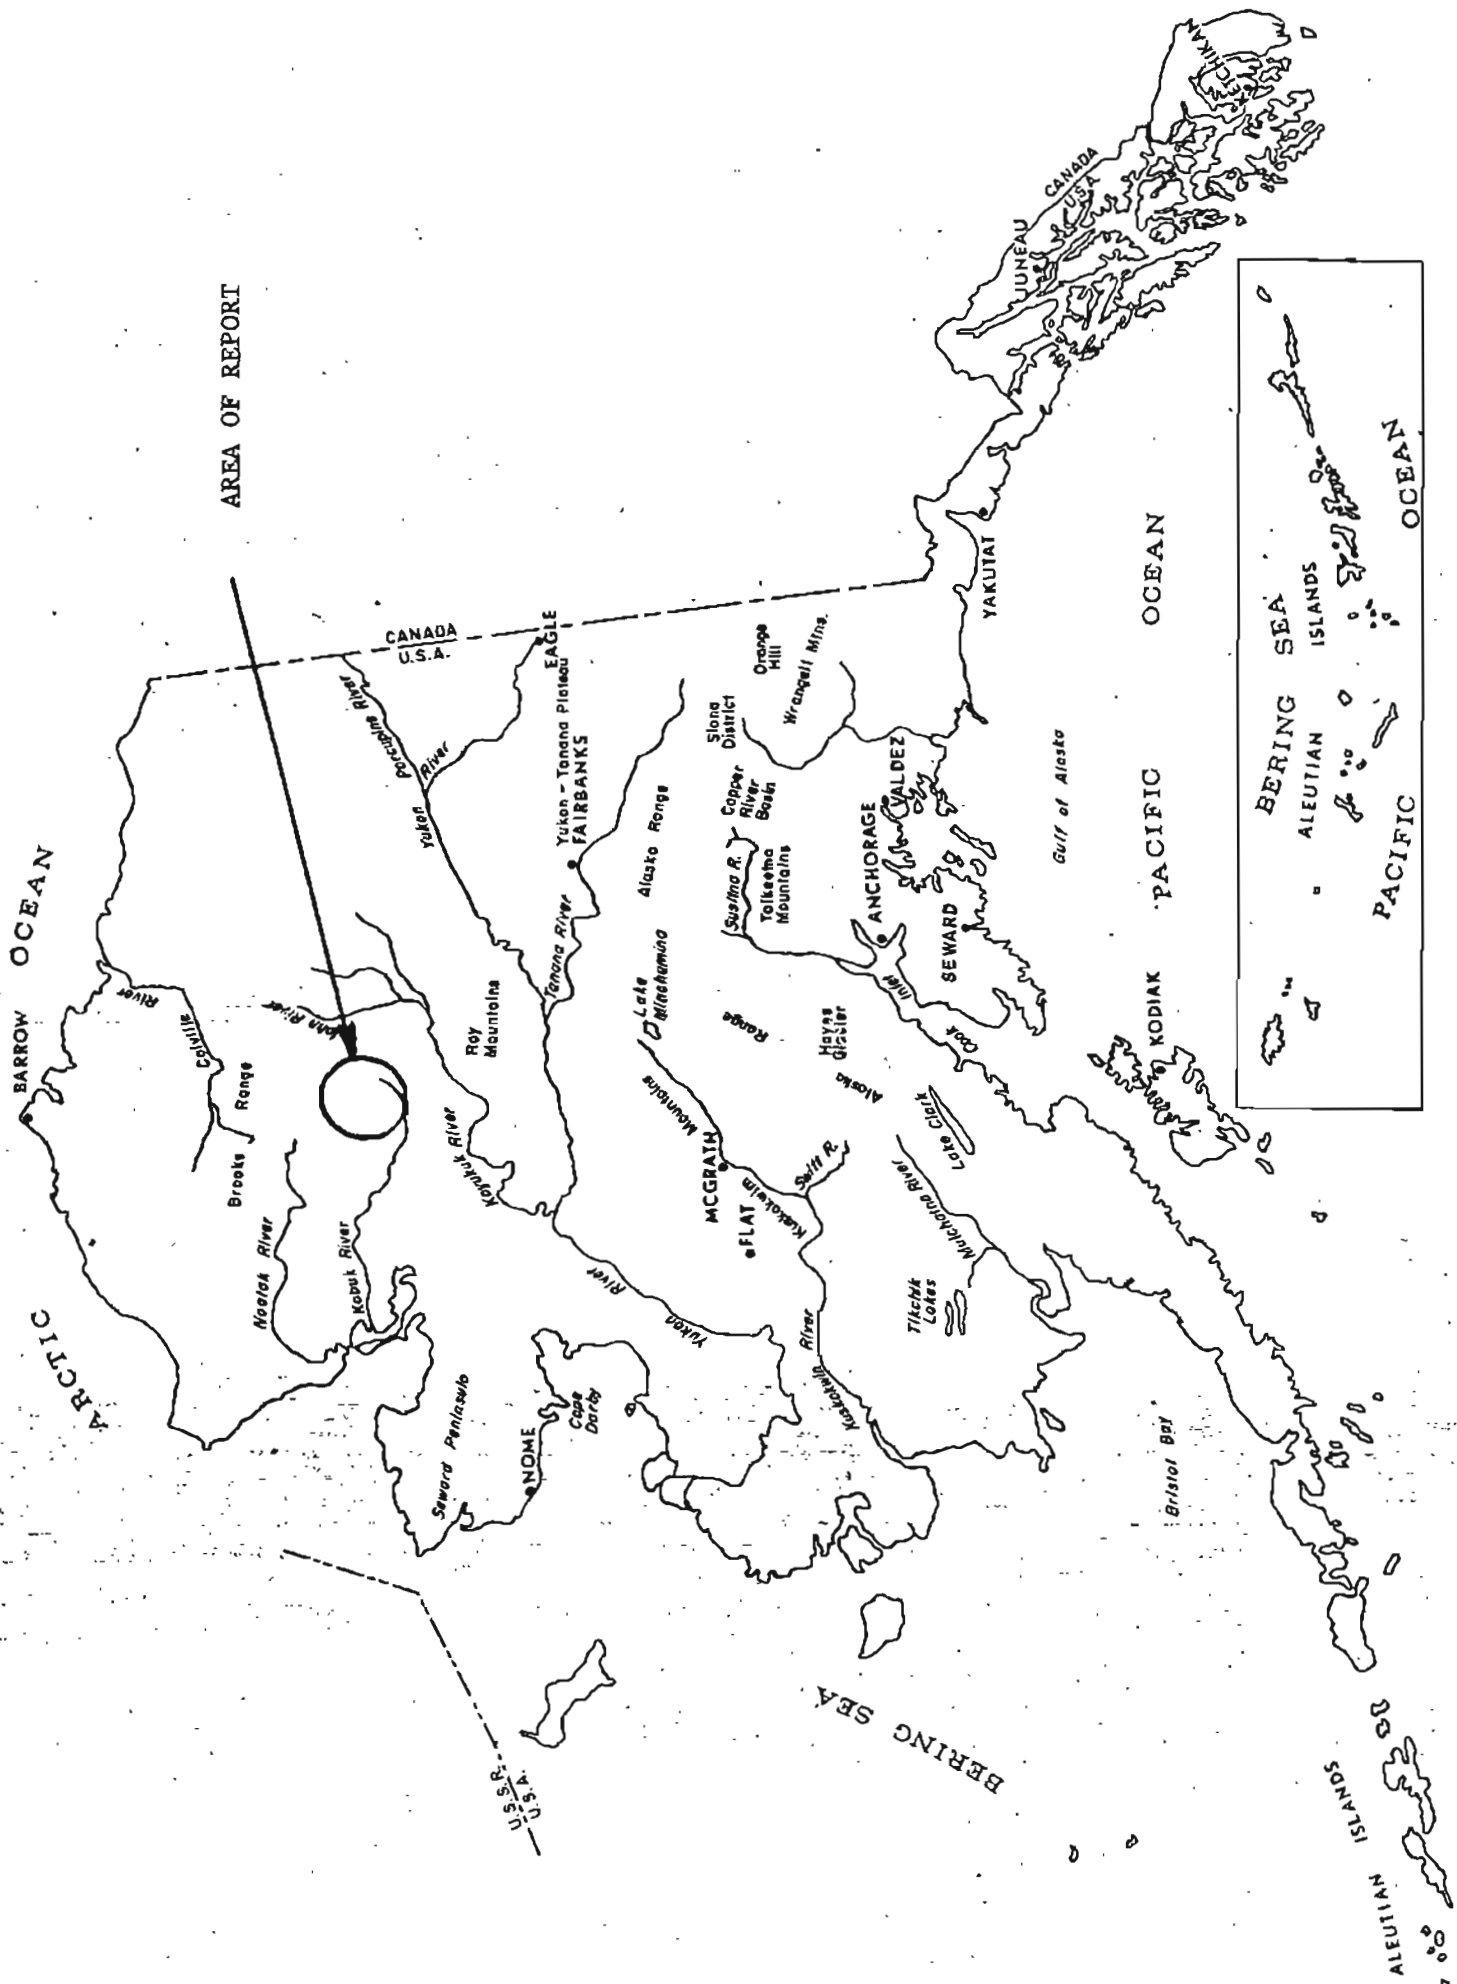 AREA OF REPORT
ARCTIC
OCEAN
BARROW
Colville
River
Brooks
Range
John River
Noatak River
Kobuk River
Koyukuk River
Ray
Mountains
Porcupine River
Yukon
River
CANADA
U.S.A.
EAGLE
Yukon-Tanana Plateau
FAIRBANKS
Tanana River
Alaska Range
Lake
Minchumina
Seward Peninsula
NOME
Cape
Darby
Yukon
River
U.S.S.R.
U.S.A.
MCGRATH
FLAT
Mountains
Kuskokwim
Swift R.
Kuskokwim
River
Range
Alaska
Hayes
Glacier
Susitna R.
Talkeetna
Mountains
Copper
River
Basin
Slana
District
Orange
Hill
Wrangell Mtns.
VALDEZ
ANCHORAGE
SEWARD
Cook
Inlet
Lake Clark
Mulchatna River
Tikchik
Lakes
YAKUTAT
JUNEAU
CANADA
U.S.A
KETCHIKAN
Gulf of Alaska
PACIFIC
OCEAN
KODIAK
Bristol Bay
BERING SEA
ALEUTIAN
ISLANDS
BERING
SEA
ALEUTIAN
ISLANDS
PACIFIC
OCEAN